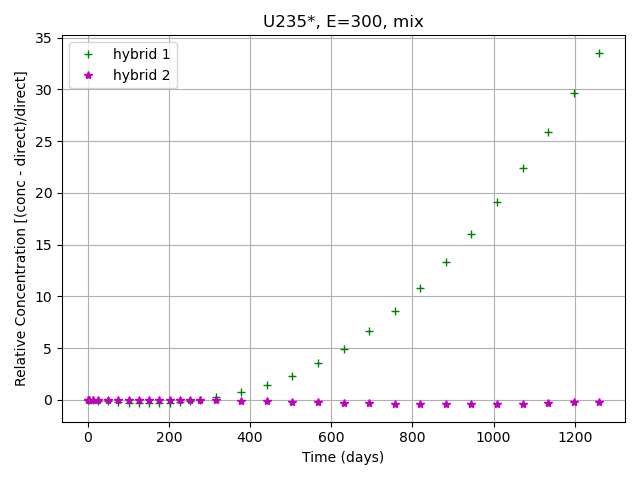 U235*, E=300, mix
hybrid 1
hybrid 2
Relative Concentration [(conc - direct)/direct]
35
30
25
20
15
10
5
0
0 200 400 600 800 1000 1200
Time (days)